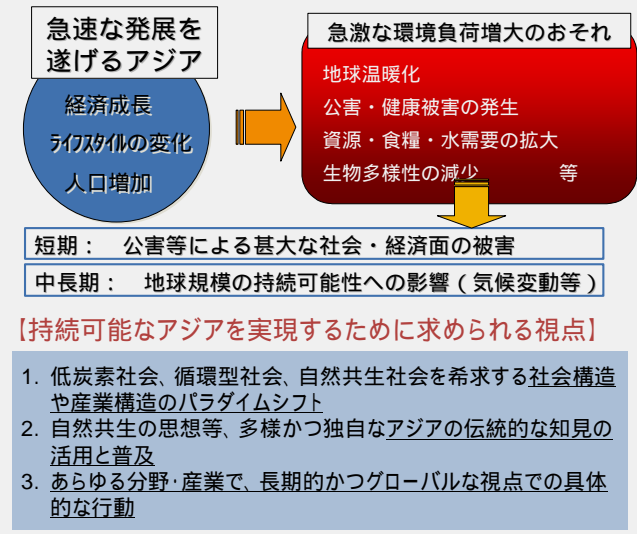 急速な発展を
遂げるアジア
経済成長
ﾗｲﾌｽﾀｲﾙの変化
人口増加
急激な環境負荷増大のおそれ
地球温暖化
公害・健康被害の発生
資源・食糧・水需要の拡大
生物多様性の減少　　　等
短期：　公害等による甚大な社会・経済面の被害
中長期：　地球規模の持続可能性への影響（気候変動等）
【持続可能なアジアを実現するために求められる視点】
1. 低炭素社会、循環型社会、自然共生社会を希求する社会構造
や産業構造のパラダイムシフト
2. 自然共生の思想等、多様かつ独自なアジアの伝統的な知見の
活用と普及
3. あらゆる分野・産業で、長期的かつグローバルな視点での具体
的な行動